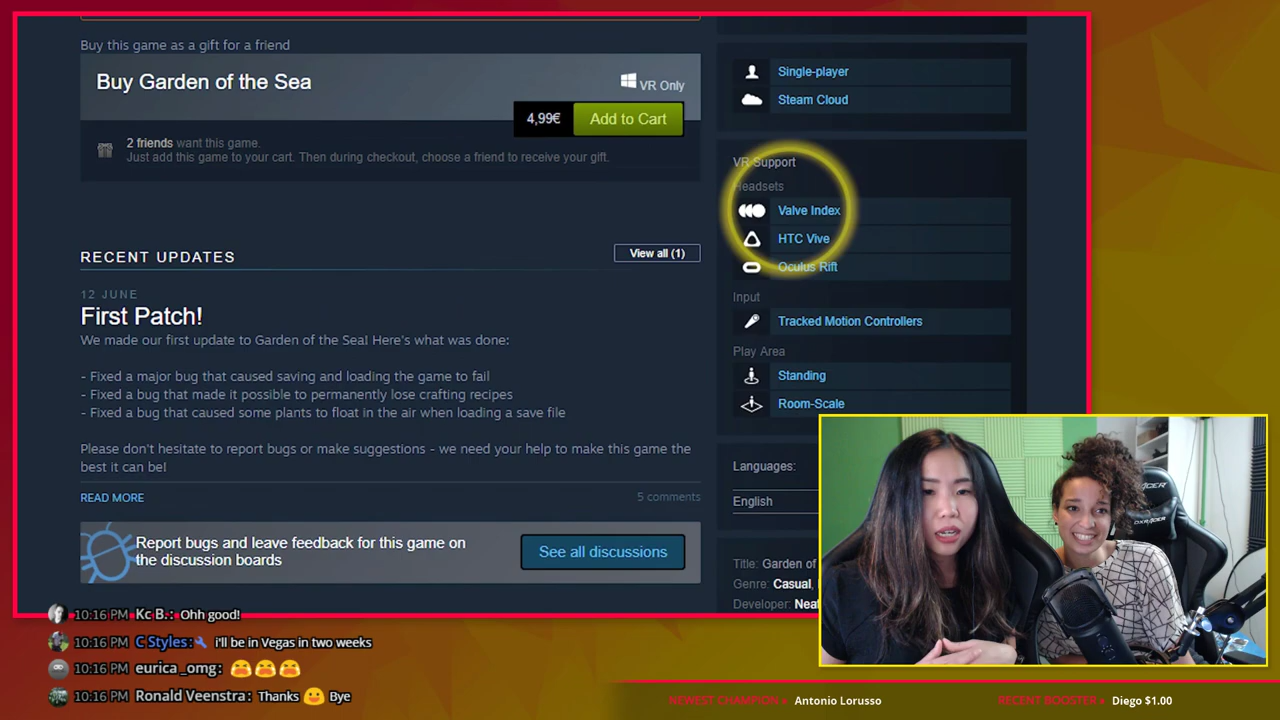 Buy this game as a gift for a friend
Buy Garden of the Sea
VR Only
4,99€
Add to Cart
2 friends want this game.
Just add this game to your cart. Then during checkout, choose a friend to receive your gift.
RECENT UPDATES
View all (1)
12 JUNE
First Patch!
We made our first update to Garden of the Sea! Here's what was done:
- Fixed a major bug that caused saving and loading the game to fail
- Fixed a bug that made it possible to permanently lose crafting recipes
- Fixed a bug that caused some plants to float in the air when loading a save file
Please don't hesitate to report bugs or make suggestions - we need your help to make this game the
best it can be!
READ MORE
5 comments
Report bugs and leave feedback for this game on
the discussion boards
See all discussions
Single-player
Steam Cloud
VR Support
Headsets
Valve Index
HTC Vive
Oculus Rift
Input
Tracked Motion Controllers
Play Area
Standing
Room-Scale
Languages:
English
Title: Garden of
Genre: Casual,
Developer: Neat
DXRACER
DXRACER
10:16 PM Kc B.: Ohh good!
10:16 PM C Styles: i'll be in Vegas in two weeks
10:16 PM eurica_omg: 😫😫😫
10:16 PM Ronald Veenstra: Thanks 🙂 Bye
NEWEST CHAMPION » Antonio Lorusso
RECENT BOOSTER » Diego $1.00